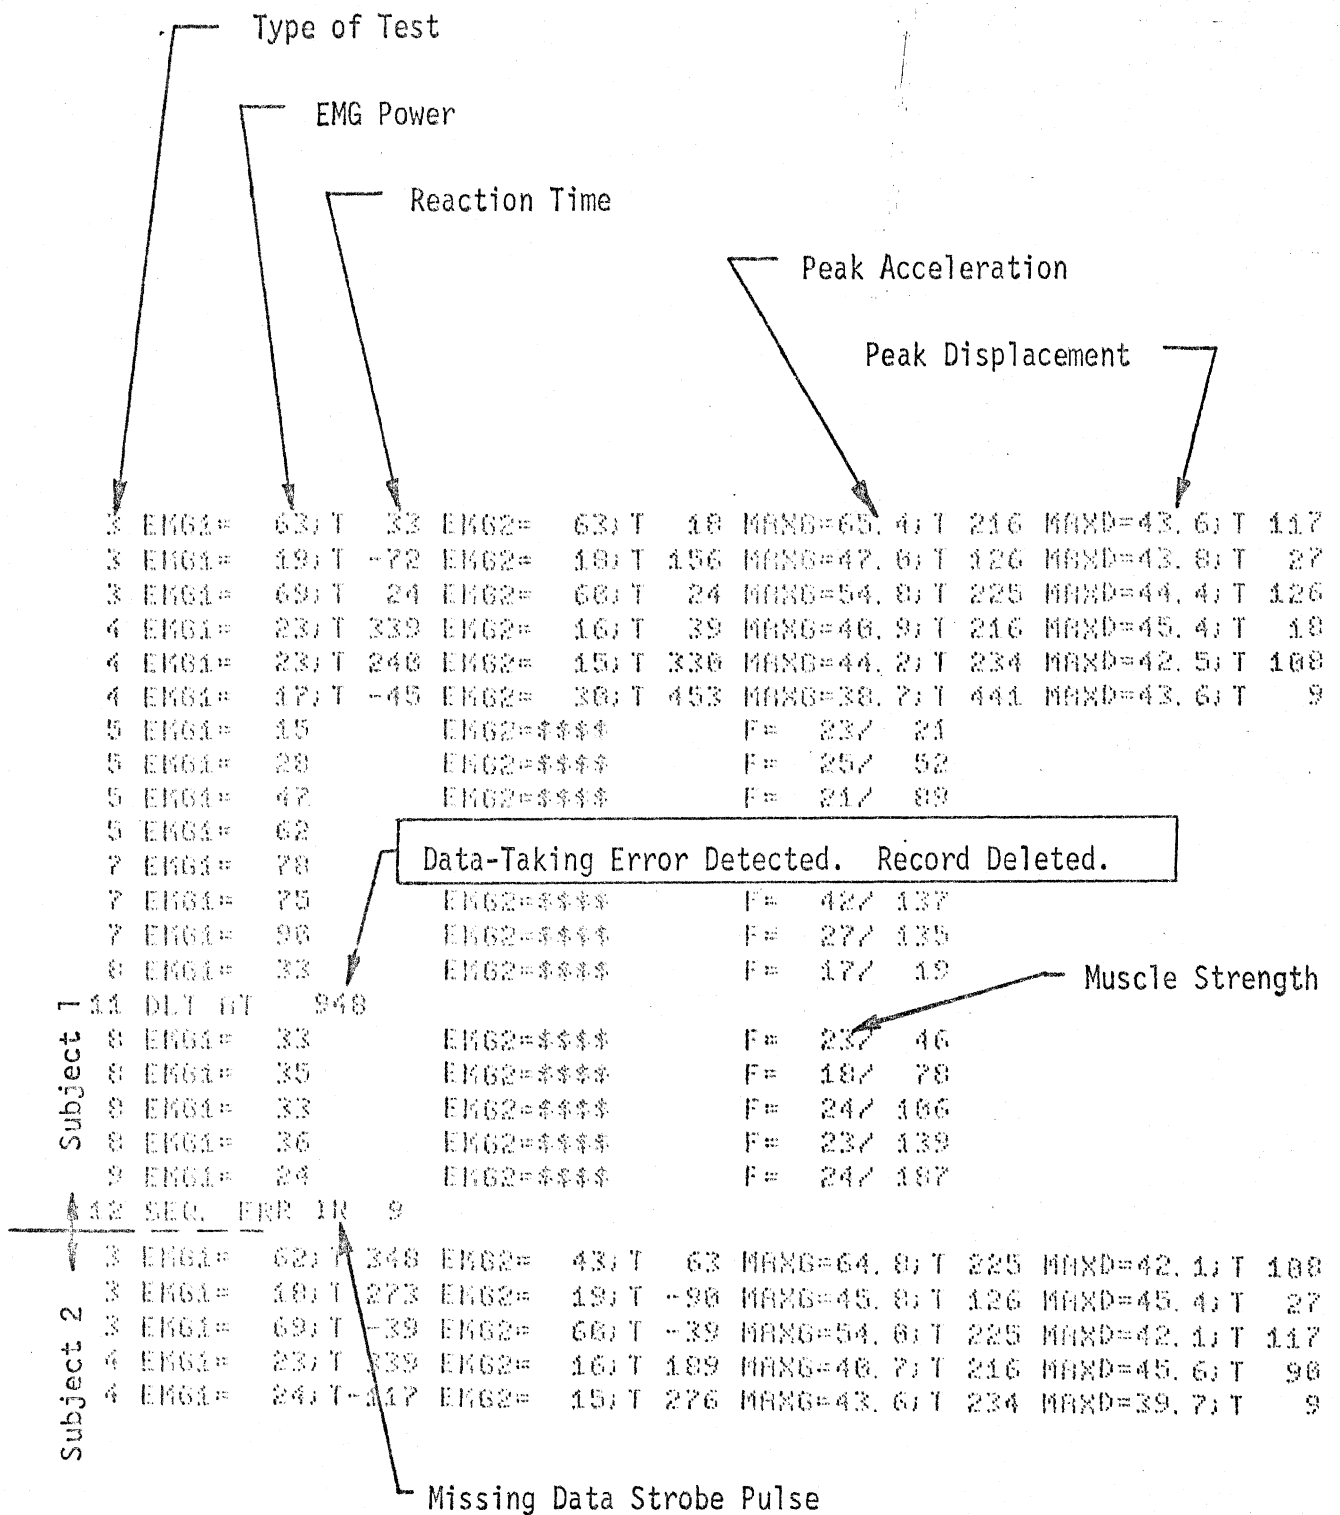 Type of Test
EMG Power
Reaction Time
Peak Acceleration
Peak Displacement
3 EMG1= 63;T 33 EMG2= 63;T 18 MAXG=65.4;T 216 MAXD=43.6;T 117
3 EMG1= 19;T -72 EMG2= 18;T 156 MAXG=47.0;T 126 MAXD=43.8;T 27
3 EMG1= 69;T 24 EMG2= 60;T 24 MAXG=54.8;T 225 MAXD=44.4;T 126
4 EMG1= 23;T 339 EMG2= 16;T 39 MAXG=40.9;T 216 MAXD=45.4;T 18
4 EMG1= 23;T 240 EMG2= 15;T 330 MAXG=44.2;T 234 MAXD=42.5;T 108
4 EMG1= 17;T -45 EMG2= 30;T 453 MAXG=38.7;T 441 MAXD=43.6;T 9
5 EMG1= 15 EMG2=$$$$ F= 23/ 21
5 EMG1= 28 EMG2=$$$$ F= 25/ 52
5 EMG1= 47 EMG2=$$$$ F= 21/ 89
5 EMG1= 62
7 EMG1= 78
Data-Taking Error Detected. Record Deleted.
7 EMG1= 75 EMG2=$$$$ F= 42/ 137
7 EMG1= 96 EMG2=$$$$ F= 27/ 135
8 EMG1= 33 EMG2=$$$$ F= 17/ 19
Muscle Strength
11 DLT AT 948
8 EMG1= 33 EMG2=$$$$ F= 23/ 46
8 EMG1= 35 EMG2=$$$$ F= 18/ 78
8 EMG1= 33 EMG2=$$$$ F= 24/ 106
8 EMG1= 36 EMG2=$$$$ F= 23/ 139
9 EMG1= 24 EMG2=$$$$ F= 24/ 187
Subject 1
12 SEQ. ERR IN 9
3 EMG1= 62;T 348 EMG2= 43;T 63 MAXG=64.8;T 225 MAXD=42.1;T 108
3 EMG1= 18;T 273 EMG2= 19;T -90 MAXG=45.8;T 126 MAXD=45.4;T 27
3 EMG1= 69;T -39 EMG2= 60;T -39 MAXG=54.0;T 225 MAXD=42.1;T 117
4 EMG1= 23;T 339 EMG2= 16;T 189 MAXG=40.7;T 216 MAXD=45.6;T 90
4 EMG1= 24;T-117 EMG2= 15;T 276 MAXG=43.6;T 234 MAXD=39.7;T 9
Subject 2
Missing Data Strobe Pulse